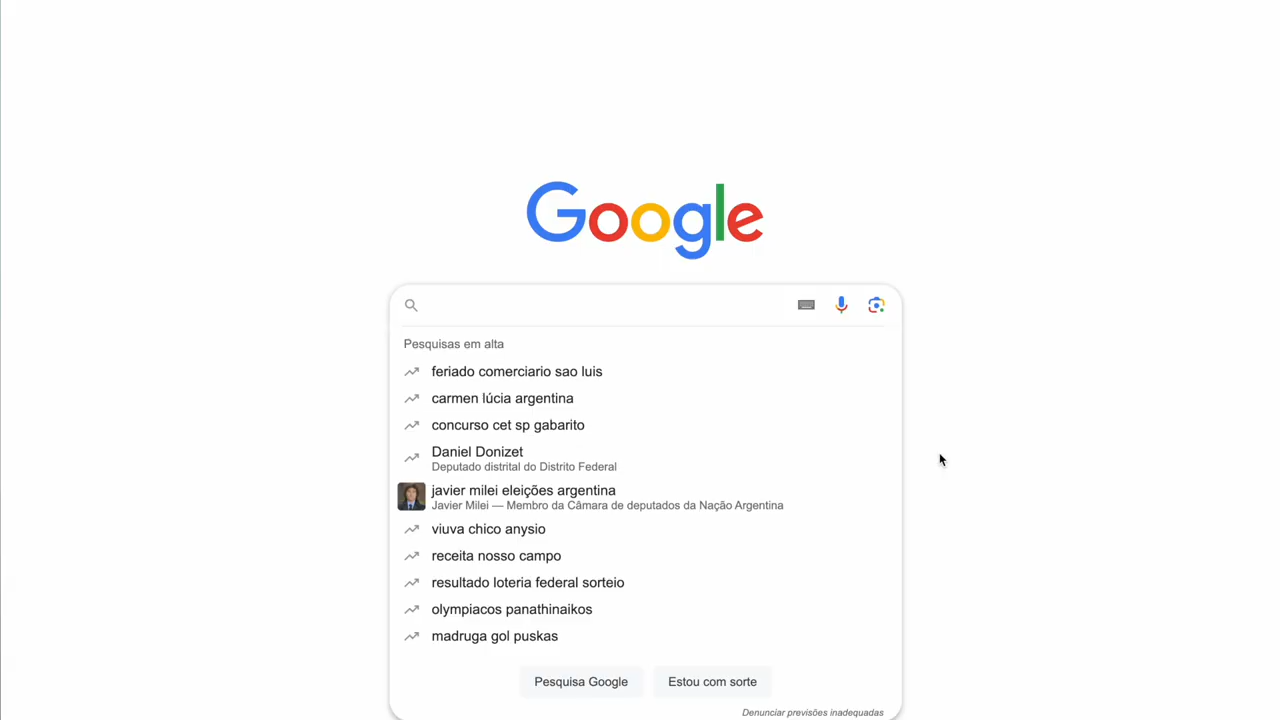 Google
Pesquisas em alta
feriado comerciario sao luis
carmen lúcia argentina
concurso cet sp gabarito
Daniel Donizet
Deputado distrital do Distrito Federal
javier milei eleições argentina
Javier Milei — Membro da Câmara de deputados da Nação Argentina
viuva chico anysio
receita nosso campo
resultado loteria federal sorteio
olympiacos panathinaikos
madruga gol puskas
Pesquisa Google
Estou com sorte
Denunciar previsões inadequadas